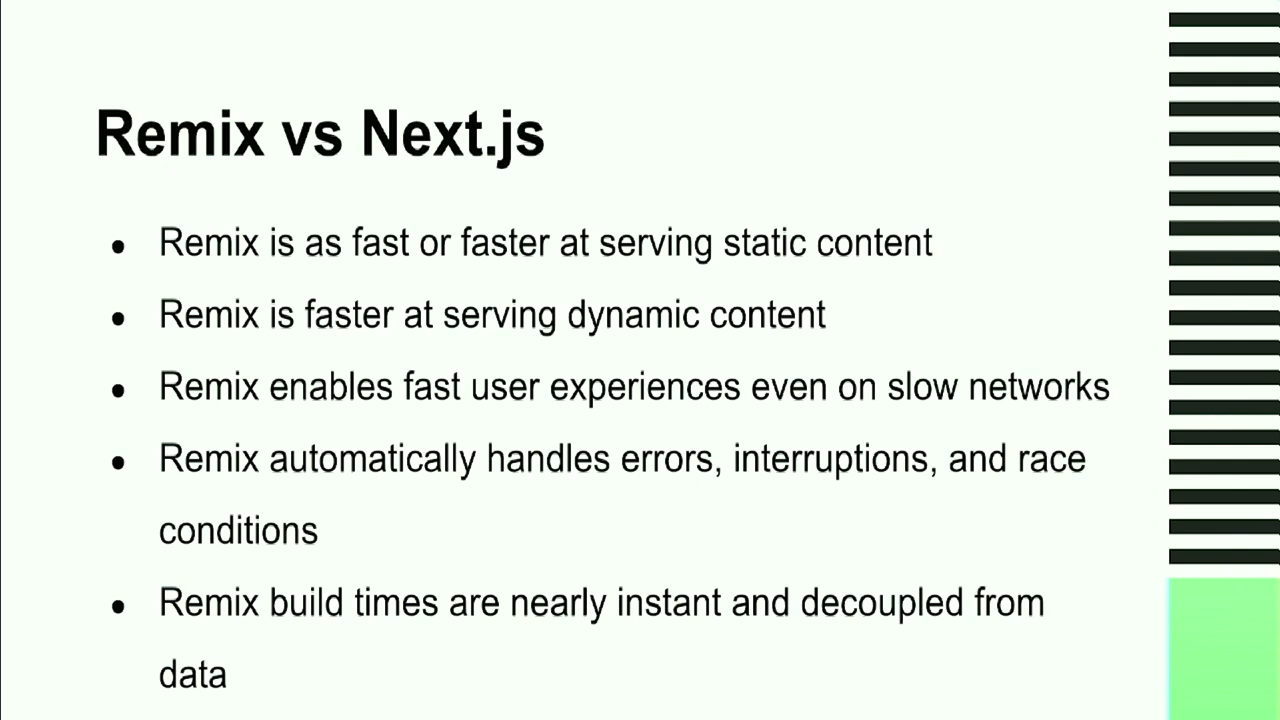 Remix vs Next.js
● Remix is as fast or faster at serving static content
● Remix is faster at serving dynamic content
● Remix enables fast user experiences even on slow networks
● Remix automatically handles errors, interruptions, and race
conditions
● Remix build times are nearly instant and decoupled from
data